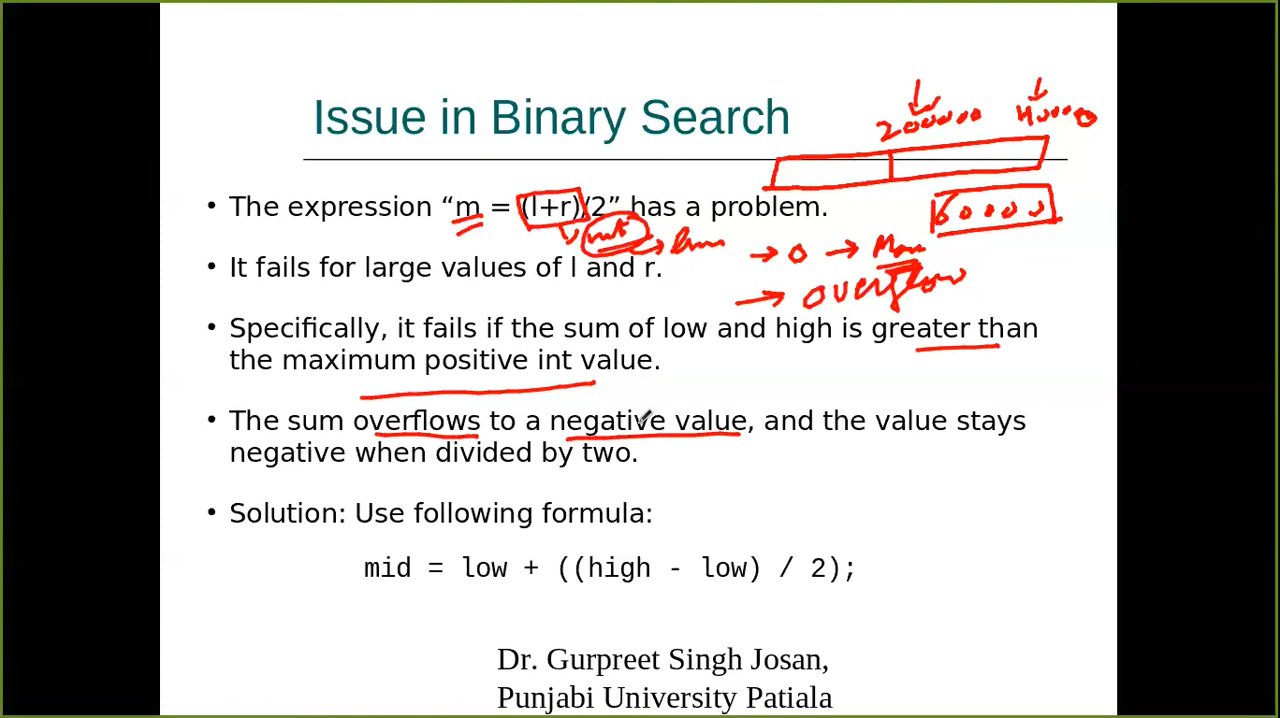 Issue in Binary Search
200000
• The expression “m = (l+r)/2” has a problem.
int
• It fails for large values of l and r.
→ 0 → Max
→ overflow
• Specifically, it fails if the sum of low and high is greater than
the maximum positive int value.
• The sum overflows to a negative value, and the value stays
negative when divided by two.
• Solution: Use following formula:
mid = low + ((high - low) / 2);
Dr. Gurpreet Singh Josan,
Punjabi University Patiala